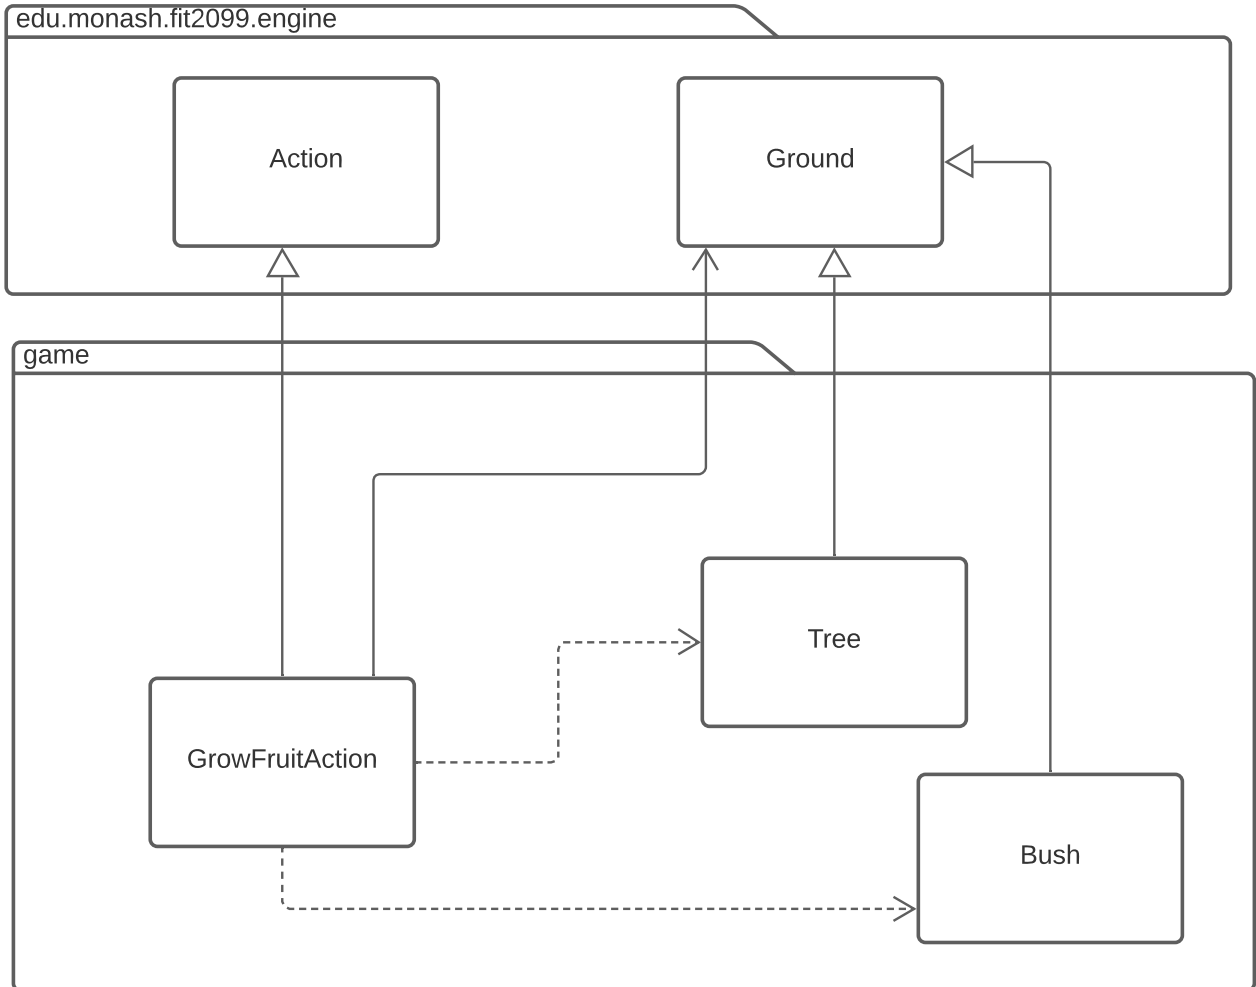 edu.monash.fit2099.engine
Action
Ground
game
Tree
GrowFruitAction
Bush